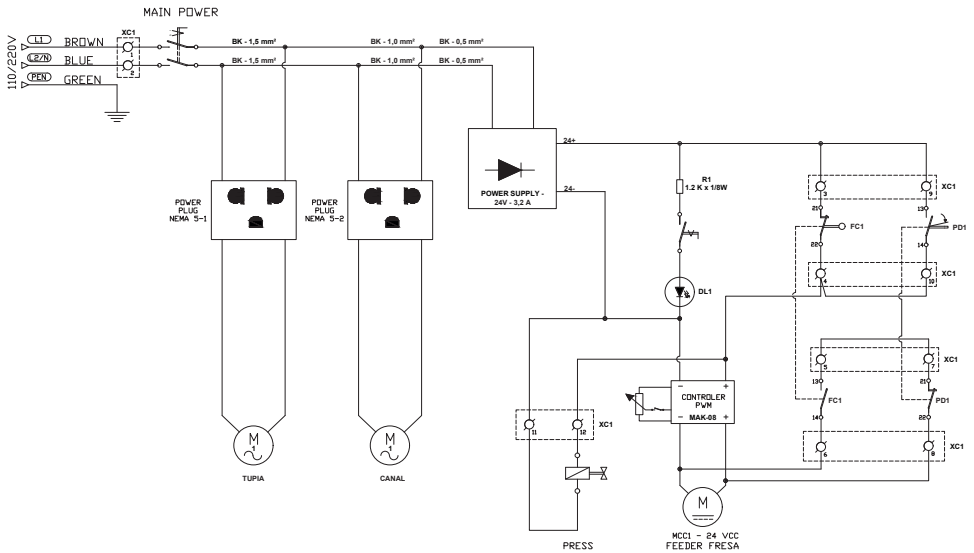 MAIN POWER
110/220V
L1
BROWN
L2/N
BLUE
PEN
GREEN
XC1
1
2
BK - 1,5 mm²
BK - 1,0 mm²
BK - 0,5 mm²
BK - 1,5 mm²
BK - 1,0 mm²
BK - 0,5 mm²
POWER
PLUG
NEMA 5-1
POWER
PLUG
NEMA 5-2
POWER SUPPLY -
24V - 3,2 A
24+
24-
R1
1.2 K x 1/8W
DL1
3
9
XC1
21
13
FC1
PD1
22
14
4
10
XC1
5
7
XC1
13
21
FC1
PD1
14
22
6
8
XC1
- +
CONTROLER
PWM
- MAK-08 +
11
12
XC1
M
1
TUPIA
M
1
CANAL
PRESS
M
MCC1 - 24 VCC
FEEDER FRESA